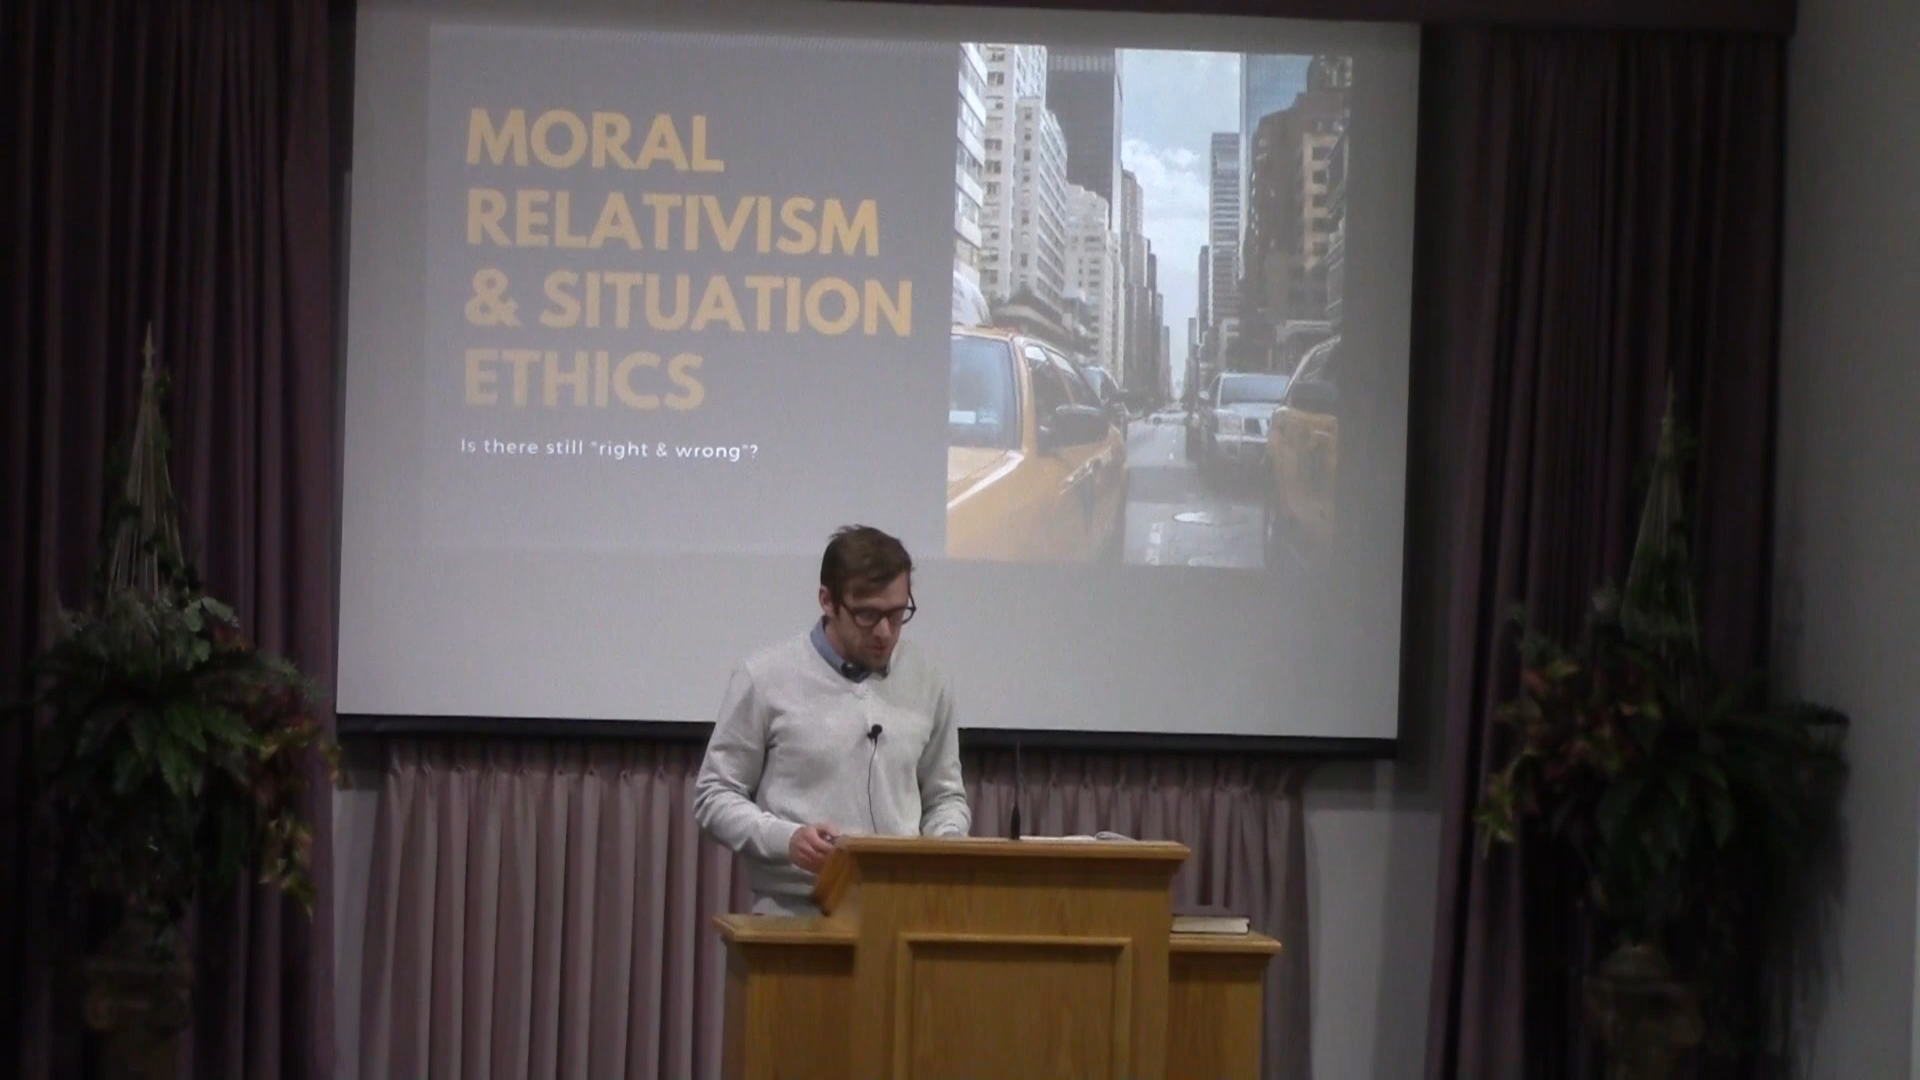 MORAL
RELATIVISM
& SITUATION
ETHICS
Is there still "right & wrong"?